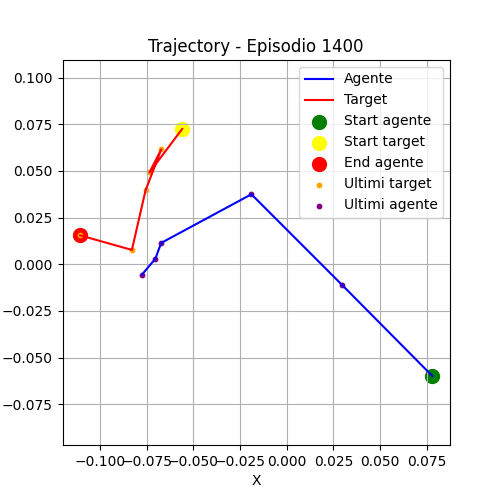 Trajectory - Episodio 1400
0.100
0.075
0.050
0.025
0.000
−0.025
−0.050
−0.075
−0.100
−0.075
−0.050
−0.025
0.000
0.025
0.050
0.075
X
Agente
Target
Start agente
Start target
End agente
Ultimi target
Ultimi agente